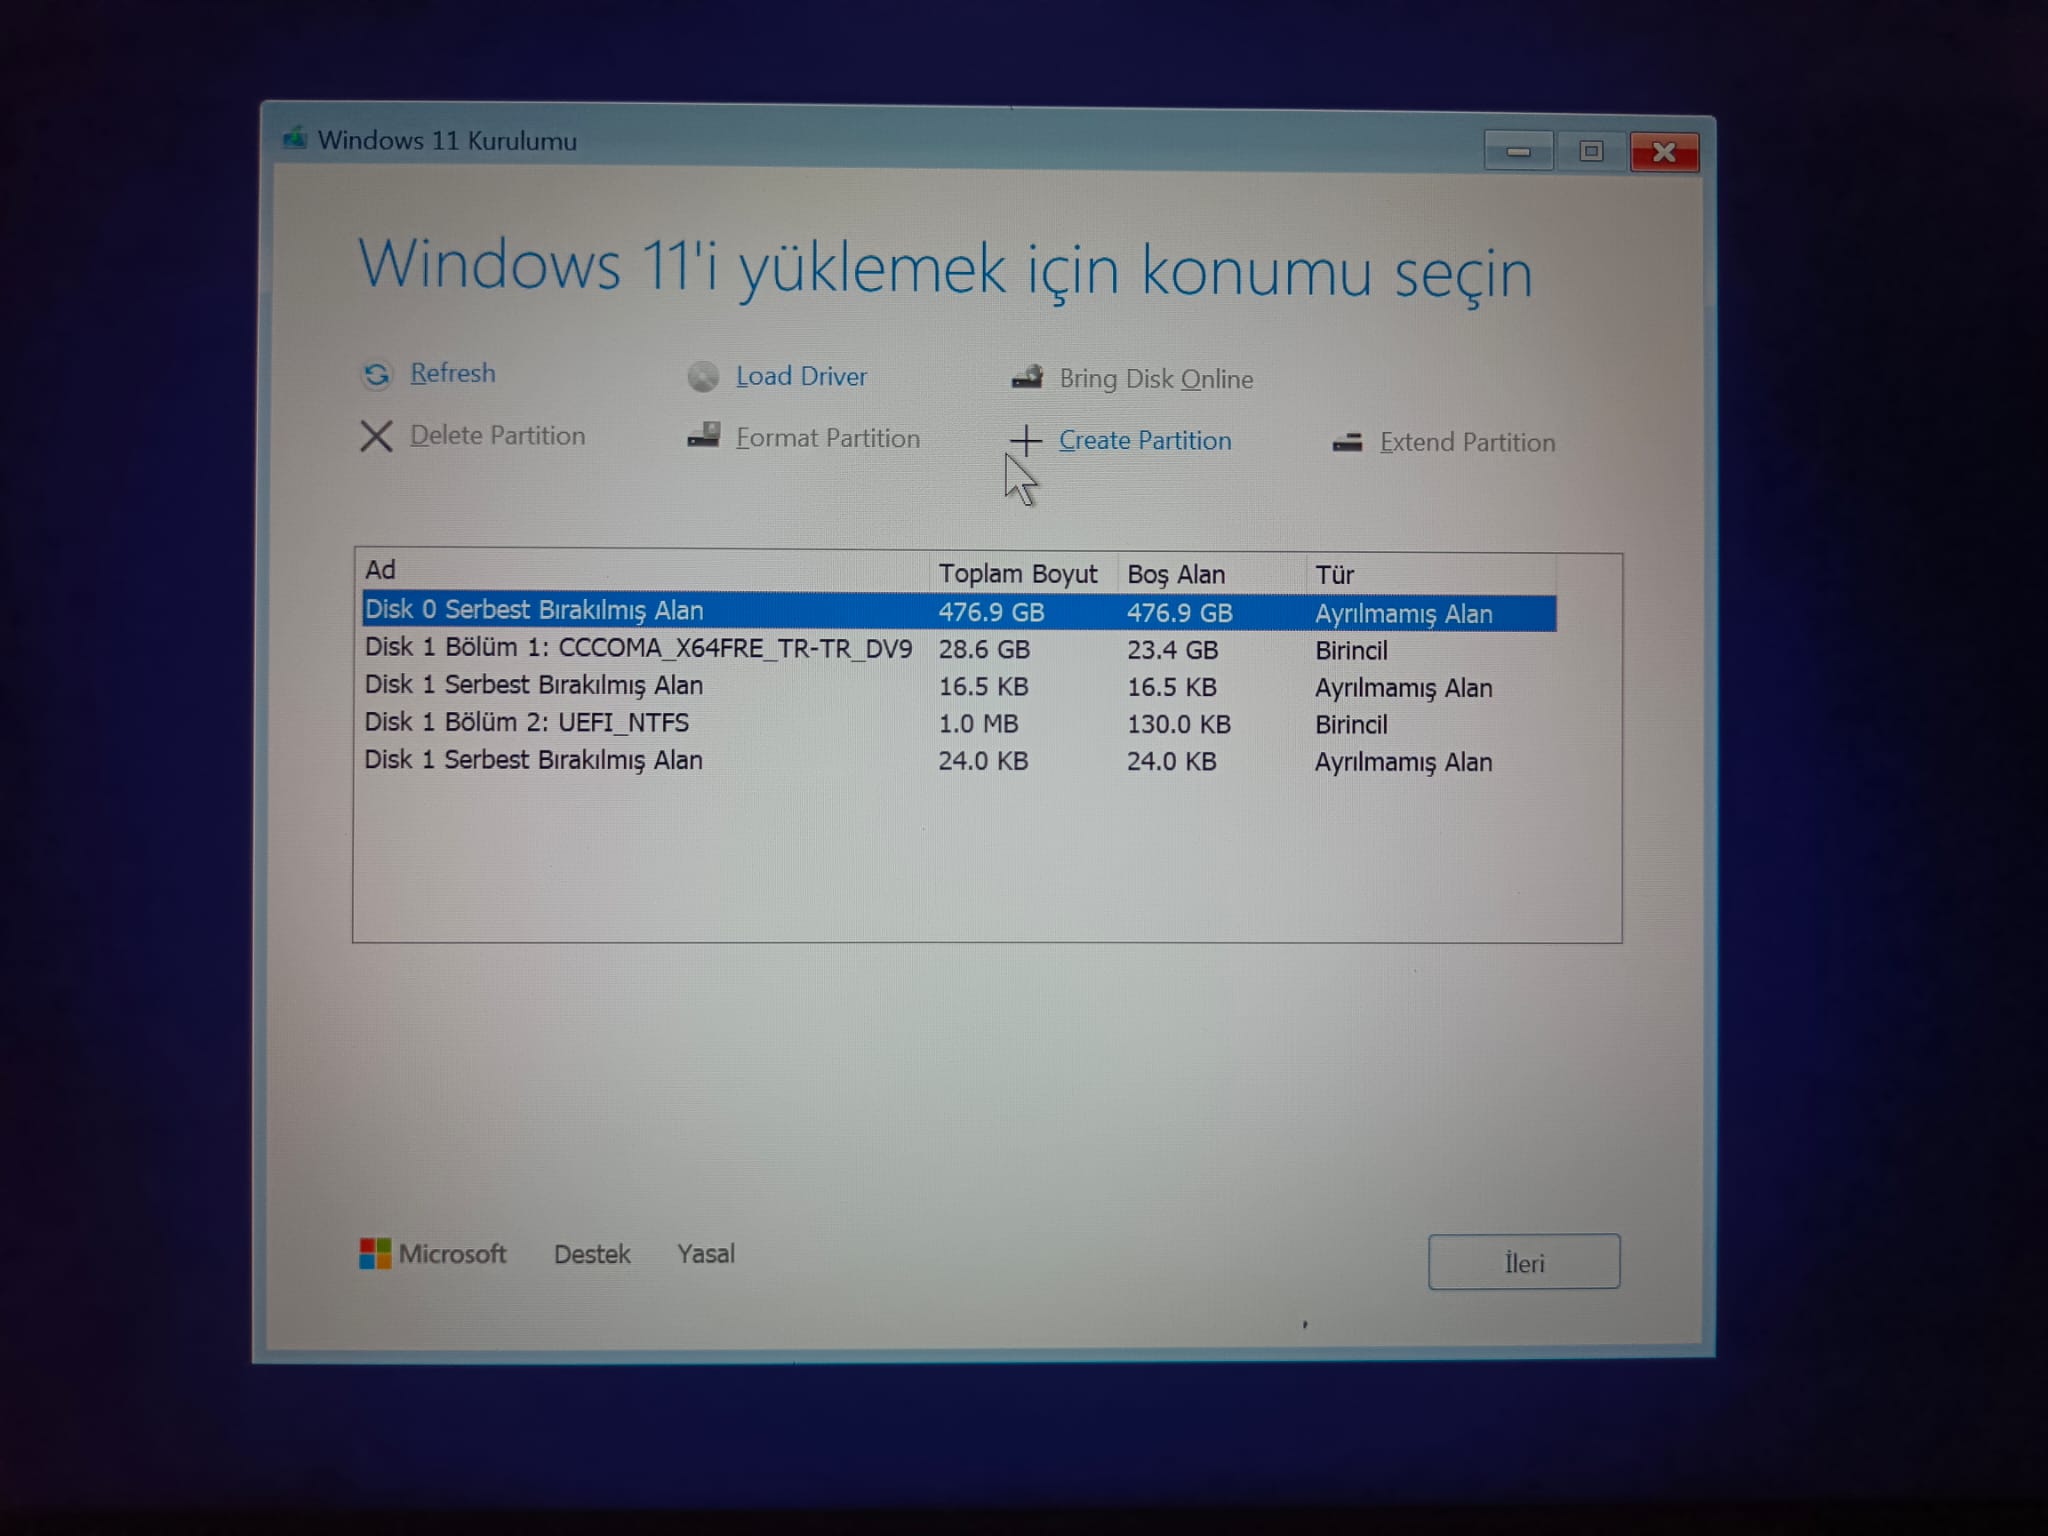 Windows 11 Kurulumu
Windows 11'i yüklemek için konumu seçin
Refresh Load Driver Bring Disk Online
Delete Partition Format Partition Create Partition Extend Partition
Ad Toplam Boyut Boş Alan Tür
Disk 0 Serbest Bırakılmış Alan 476.9 GB 476.9 GB Ayrılmamış Alan
Disk 1 Bölüm 1: CCCOMA_X64FRE_TR-TR_DV9 28.6 GB 23.4 GB Birincil
Disk 1 Serbest Bırakılmış Alan 16.5 KB 16.5 KB Ayrılmamış Alan
Disk 1 Bölüm 2: UEFI_NTFS 1.0 MB 130.0 KB Birincil
Disk 1 Serbest Bırakılmış Alan 24.0 KB 24.0 KB Ayrılmamış Alan
Microsoft Destek Yasal İleri